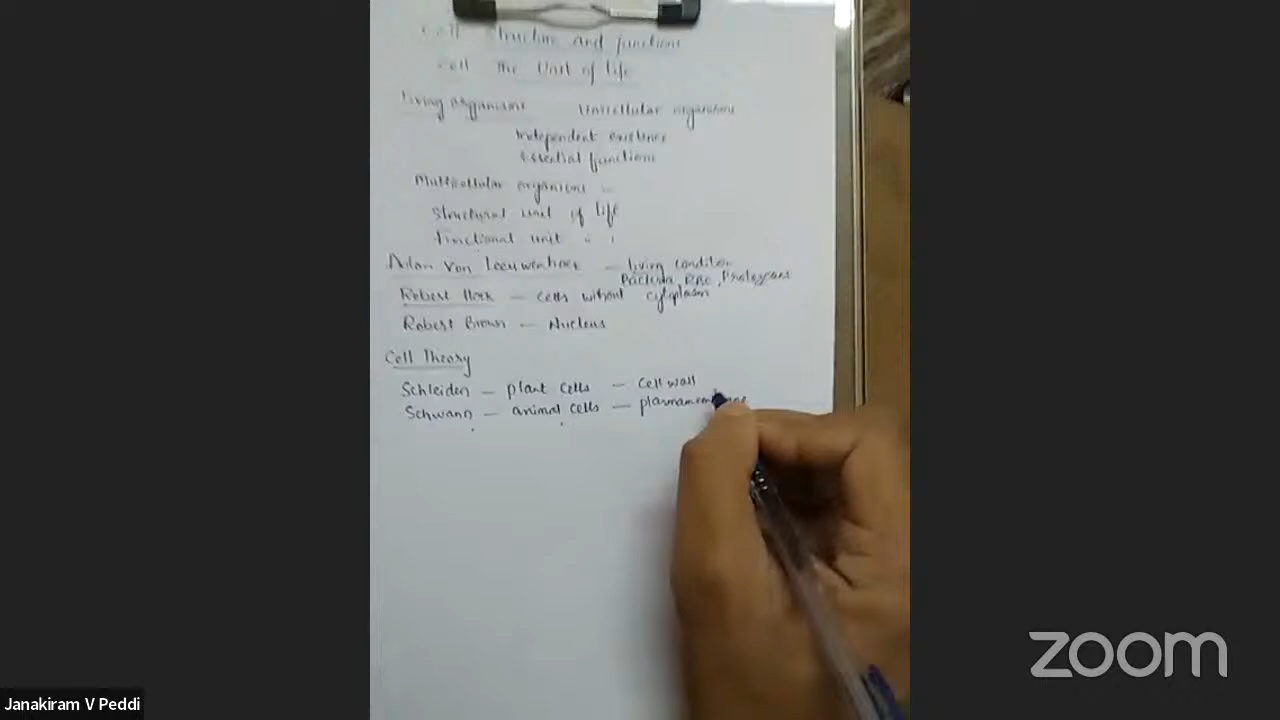 Cell Structure and functions
Cell The Unit of life
Living organisms Unicellular organisms
Independent existence
Essential functions
Multicellular organisms -
Structural unit of life
Functional unit " "
Anton Von Leeuwenhoek - living condition
Bacteria, RBC, Protozoans
Robert Hook - cells without cytoplasm
Robert Brown - Nucleus
Cell Theory
Schleiden - plant cells - cell wall
Schwann - animal cells - plasmamembrane
zoom
Janakiram V Peddi